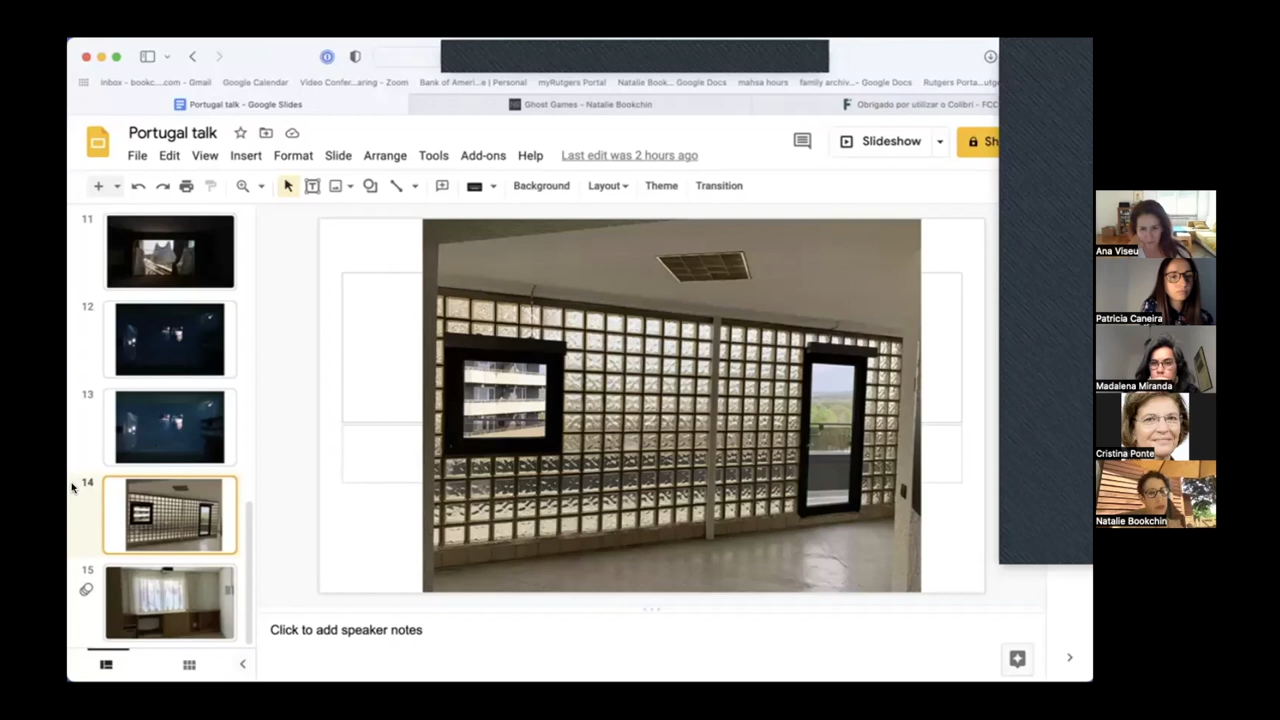 Inbox - bookc....com - Gmail Google Calendar Video Confer...aring - Zoom Bank of Ameri...e | Personal myRutgers Portal Natalie Book... Google Docs mahsa hours family archiv...- Google Docs Rutgers Porta...utg
Portugal talk - Google Slides Ghost Games - Natalie Bookchin Obrigado por utilizar o Colibri - FCC
Portugal talk
Slideshow
Sh
File Edit View Insert Format Slide Arrange Tools Add-ons Help Last edit was 2 hours ago
Background Layout Theme Transition
11
12
13
14
15
Click to add speaker notes
Ana Viseu
Patricia Caneira
Madalena Miranda
Cristina Ponte
Natalie Bookchin